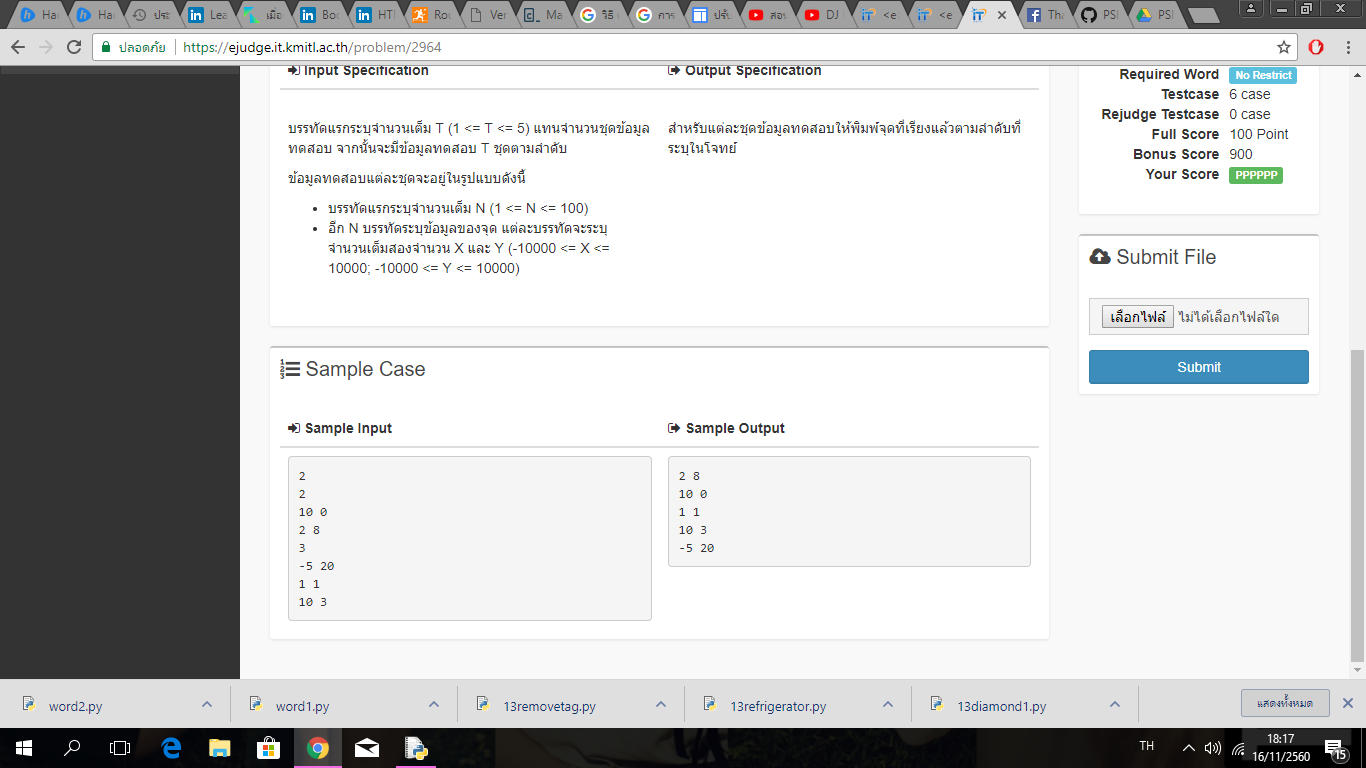 Ha
Ha
ประ
Lea
เมื่อ
Boo
HTI
Rou
Ver
Ma
วิธี
การ
ปรับ
สอน
DJ
<e
<e
Tha
PSI
PSI
ปลอดภัย
https://ejudge.it.kmitl.ac.th/problem/2964
Input Specification
Output Specification
บรรทัดแรกระบุจำนวนเต็ม T (1 <= T <= 5) แทนจำนวนชุดข้อมูล
ทดสอบ จากนั้นจะมีข้อมูลทดสอบ T ชุดตามลำดับ
ข้อมูลทดสอบแต่ละชุดจะอยู่ในรูปแบบดังนี้
• บรรทัดแรกระบุจำนวนเต็ม N (1 <= N <= 100)
• อีก N บรรทัดระบุข้อมูลของจุด แต่ละบรรทัดจะระบุ
จำนวนเต็มสองจำนวน X และ Y (-10000 <= X <=
10000; -10000 <= Y <= 10000)
สำหรับแต่ละชุดข้อมูลทดสอบให้พิมพ์จุดที่เรียงแล้วตามลำดับที่
ระบุในโจทย์
Required Word No Restrict
Testcase 6 case
Rejudge Testcase 0 case
Full Score 100 Point
Bonus Score 900
Your Score PPPPPP
Submit File
เลือกไฟล์ ไม่ได้เลือกไฟล์ใด
Submit
Sample Case
Sample Input
2
2
10 0
2 8
3
-5 20
1 1
10 3
Sample Output
2 8
10 0
1 1
10 3
-5 20
word2.py
word1.py
13removetag.py
13refrigerator.py
13diamond1.py
แสดงทั้งหมด
TH
18:17
16/11/2560
15